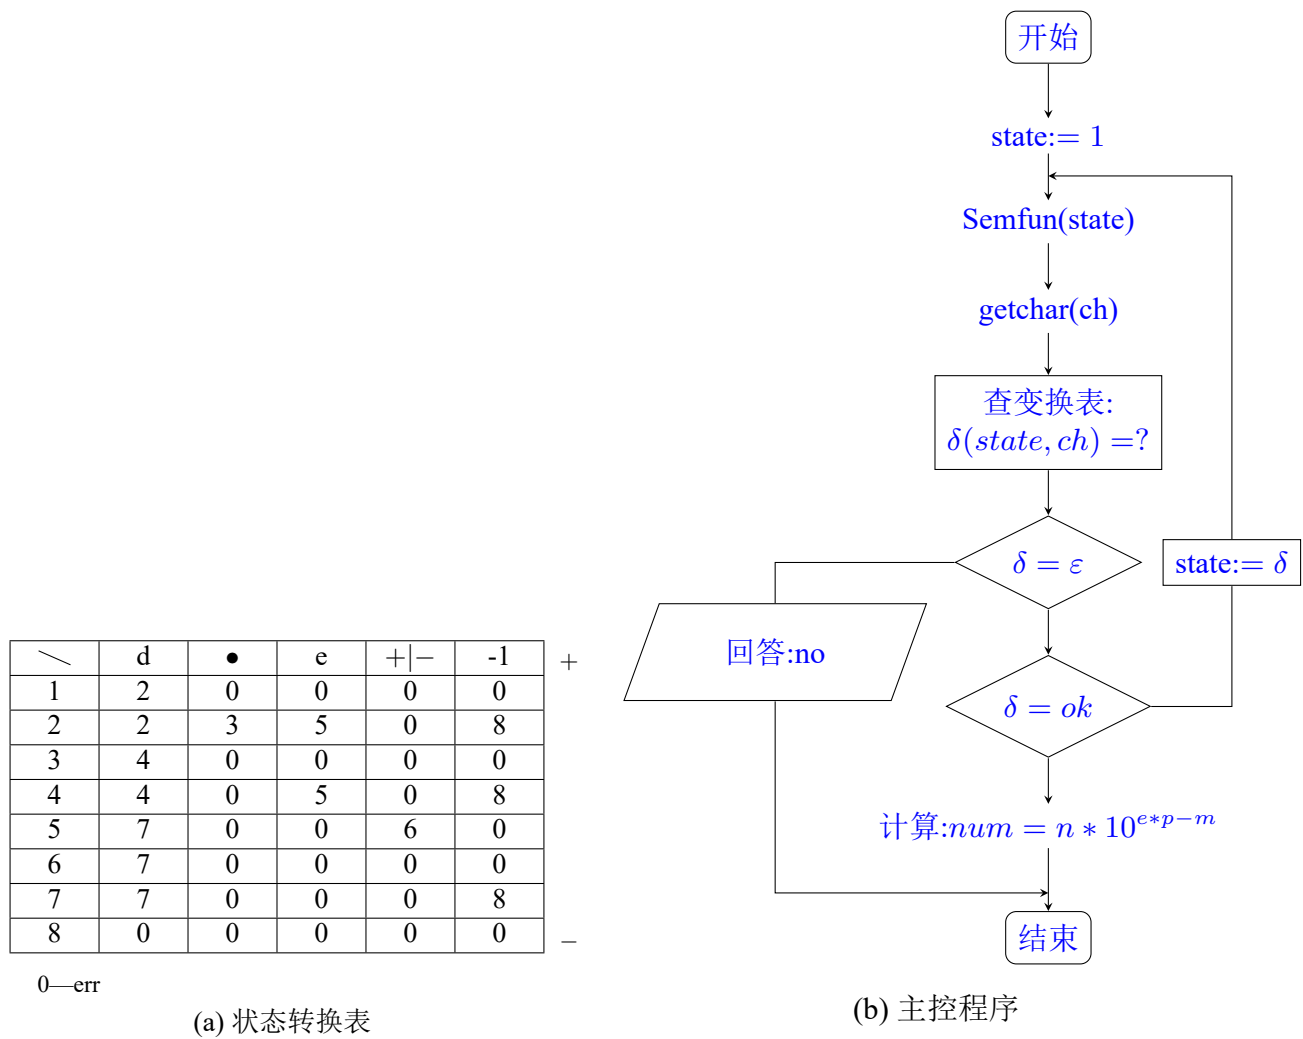 开始
state:= 1
Semfun(state)
getchar(ch)
查变换表:
δ(state, ch) =?
δ = ε
state:= δ
回答:no
δ = ok
计算:num = n ∗ 10^{e∗p−m}
结束
(b) 主控程序
\ d ● e +|− -1 +
1 2 0 0 0 0
2 2 3 5 0 8
3 4 0 0 0 0
4 4 0 5 0 8
5 7 0 0 6 0
6 7 0 0 0 0
7 7 0 0 0 8
8 0 0 0 0 0 −
0—err
(a) 状态转换表